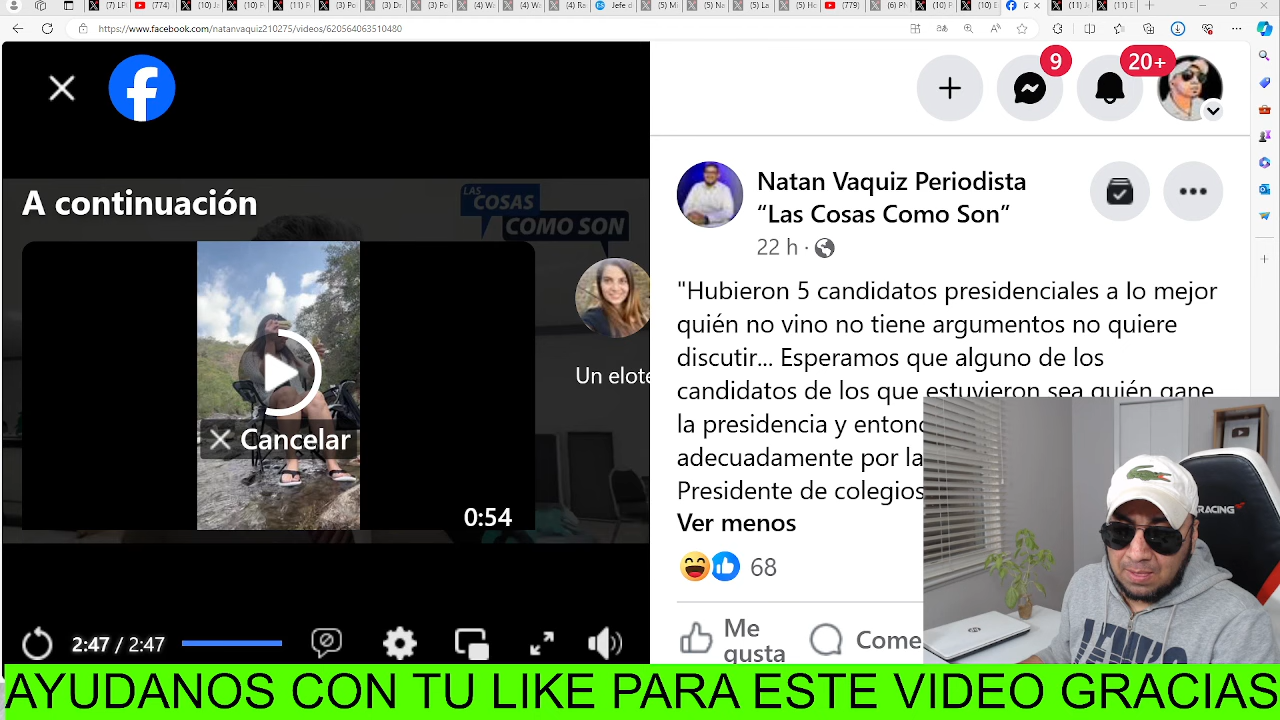 https://www.facebook.com/natanvaquiz210275/videos/620564063510480
9
20+
A continuación
LAS
COSAS
COMO SON
Cancelar
0:54
Un elote
2:47 / 2:47
Natan Vaquiz Periodista
“Las Cosas Como Son”
22 h ·
"Hubieron 5 candidatos presidenciales a lo mejor
quién no vino no tiene argumentos no quiere
discutir... Esperamos que alguno de los
candidatos de los que estuvieron sea quién gane
la presidencia y
adecuadamente por la
Presidente de colegios
Ver menos
68
Me
gusta
RACING
AYUDANOS CON TU LIKE PARA ESTE VIDEO GRACIAS